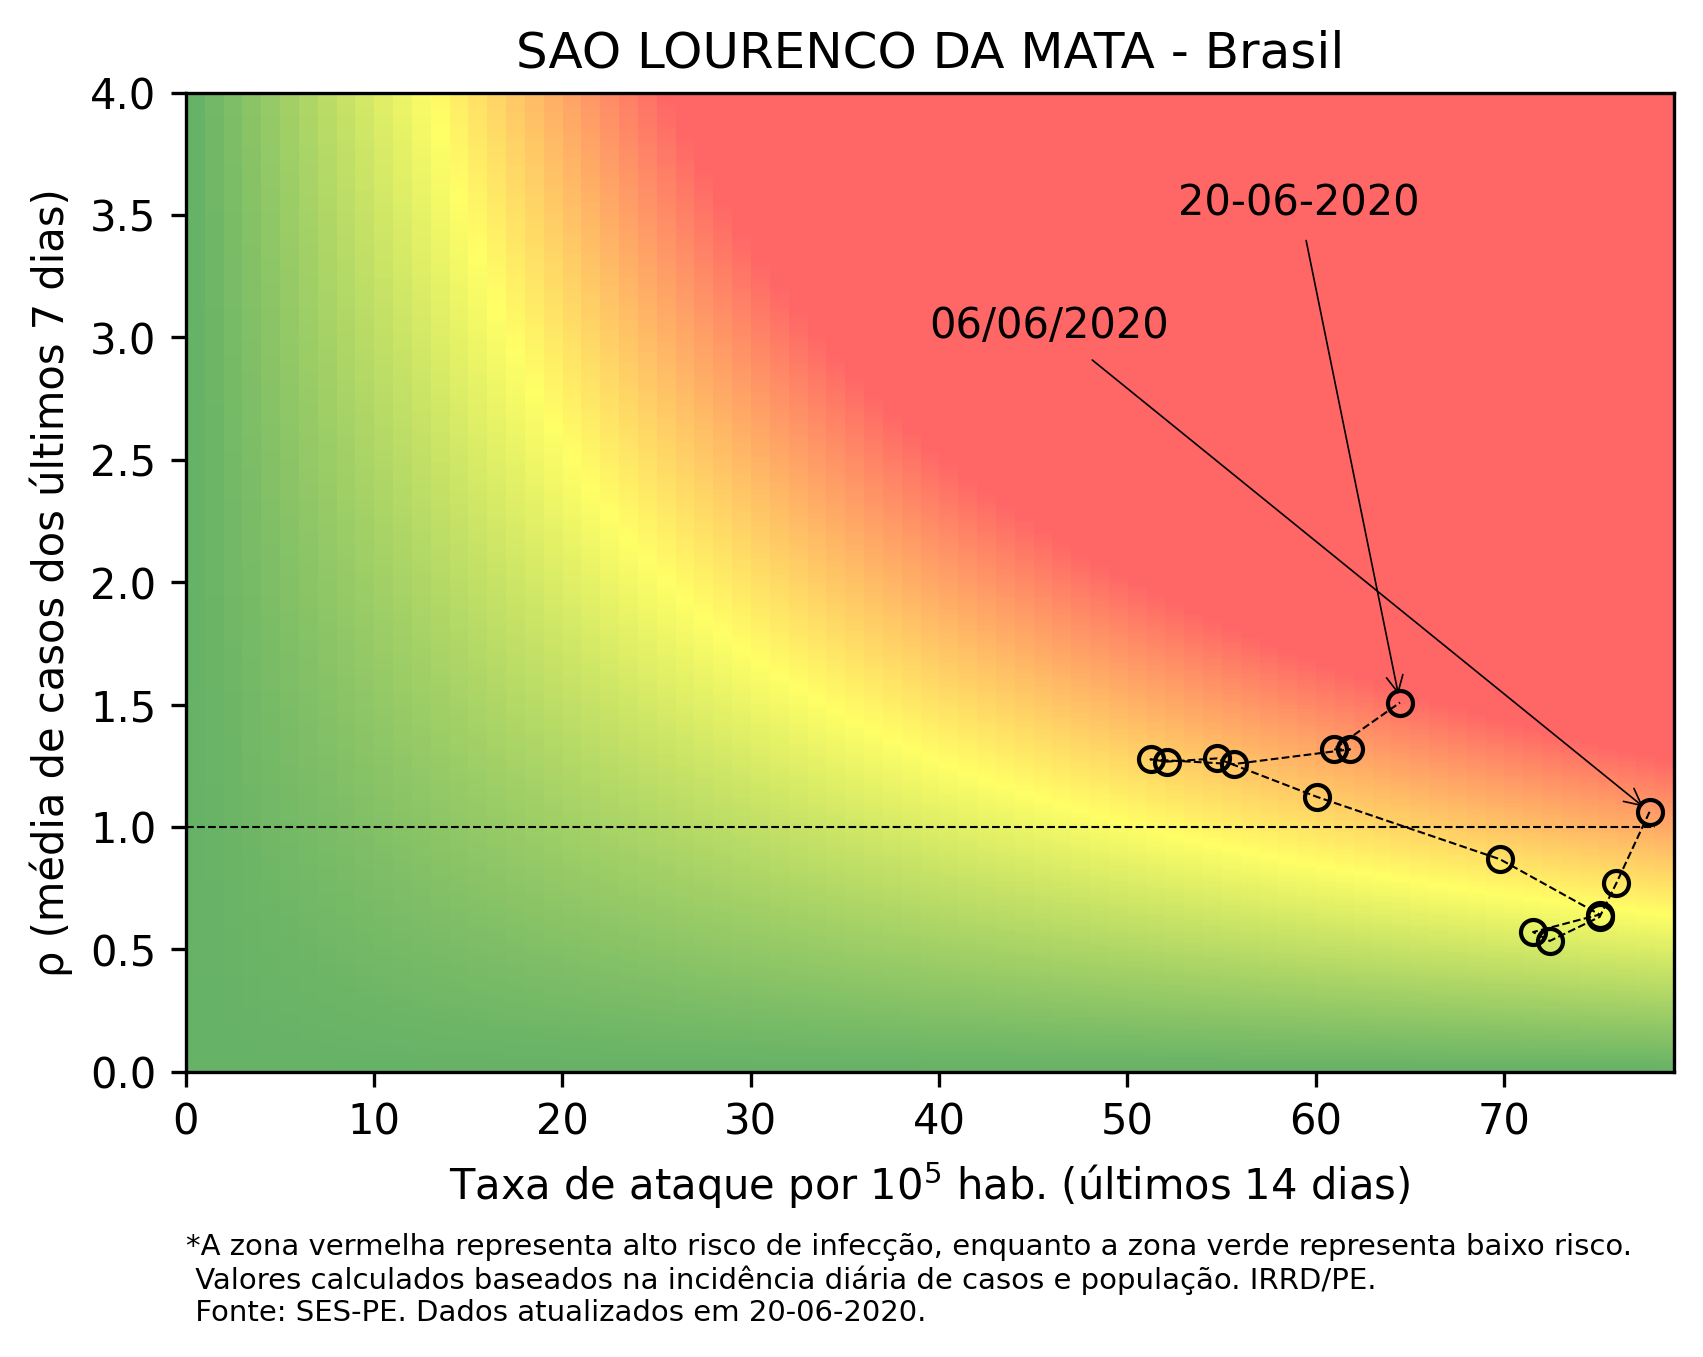 SAO LOURENCO DA MATA - Brasil
ρ (média de casos dos últimos 7 dias)
4.0
3.5
3.0
2.5
2.0
1.5
1.0
0.5
0.0
20-06-2020
06/06/2020
0 10 20 30 40 50 60 70
Taxa de ataque por 10⁵ hab. (últimos 14 dias)
*A zona vermelha representa alto risco de infecção, enquanto a zona verde representa baixo risco.
Valores calculados baseados na incidência diária de casos e população. IRRD/PE.
Fonte: SES-PE. Dados atualizados em 20-06-2020.